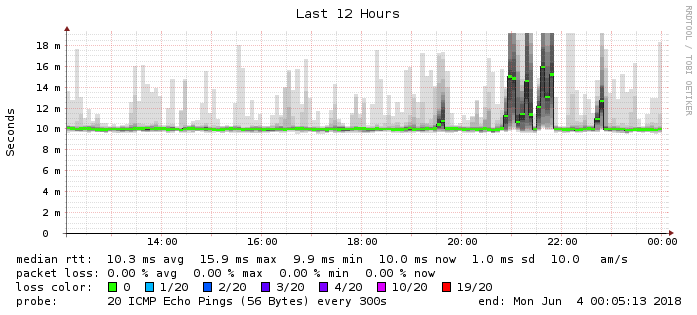 Last 12 Hours
RRDTOOL / TOBI OETIKER
Seconds
18 m
16 m
14 m
12 m
10 m
8 m
6 m
4 m
2 m
0
14:00 16:00 18:00 20:00 22:00 00:00
median rtt: 10.3 ms avg 15.9 ms max 9.9 ms min 10.0 ms now 1.0 ms sd 10.0 am/s
packet loss: 0.00 % avg 0.00 % max 0.00 % min 0.00 % now
loss color: 0 1/20 2/20 3/20 4/20 10/20 19/20
probe: 20 ICMP Echo Pings (56 Bytes) every 300s end: Mon Jun 4 00:05:13 2018